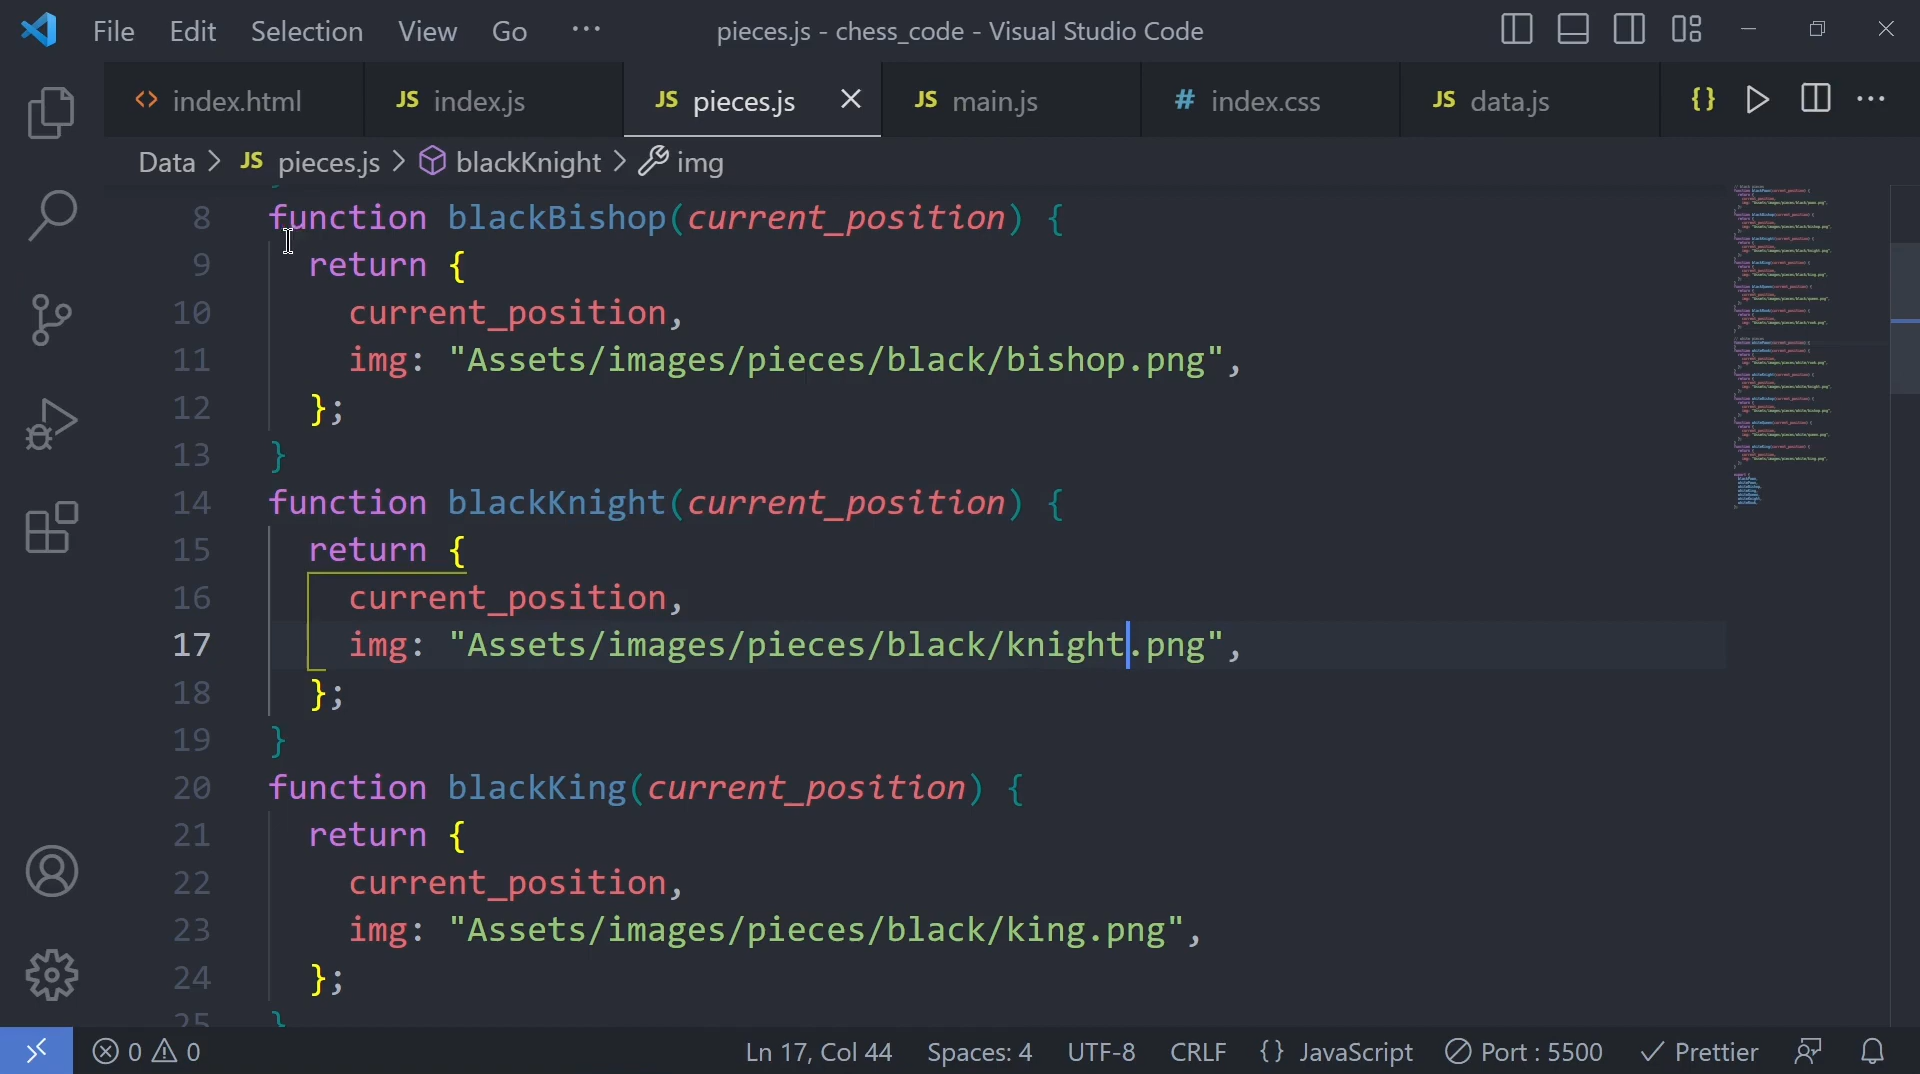 File Edit Selection View Go ··· pieces.js - chess_code - Visual Studio Code
<> index.html JS index.js JS pieces.js JS main.js # index.css JS data.js {}
Data > JS pieces.js > blackKnight > img
8 function blackBishop(current_position) {
9 return {
10 current_position,
11 img: "Assets/images/pieces/black/bishop.png",
12 };
13 }
14 function blackKnight(current_position) {
15 return {
16 current_position,
17 img: "Assets/images/pieces/black/knight.png",
18 };
19 }
20 function blackKing(current_position) {
21 return {
22 current_position,
23 img: "Assets/images/pieces/black/king.png",
24 };
25 }
0 0 Ln 17, Col 44 Spaces: 4 UTF-8 CRLF {} JavaScript Port : 5500 Prettier